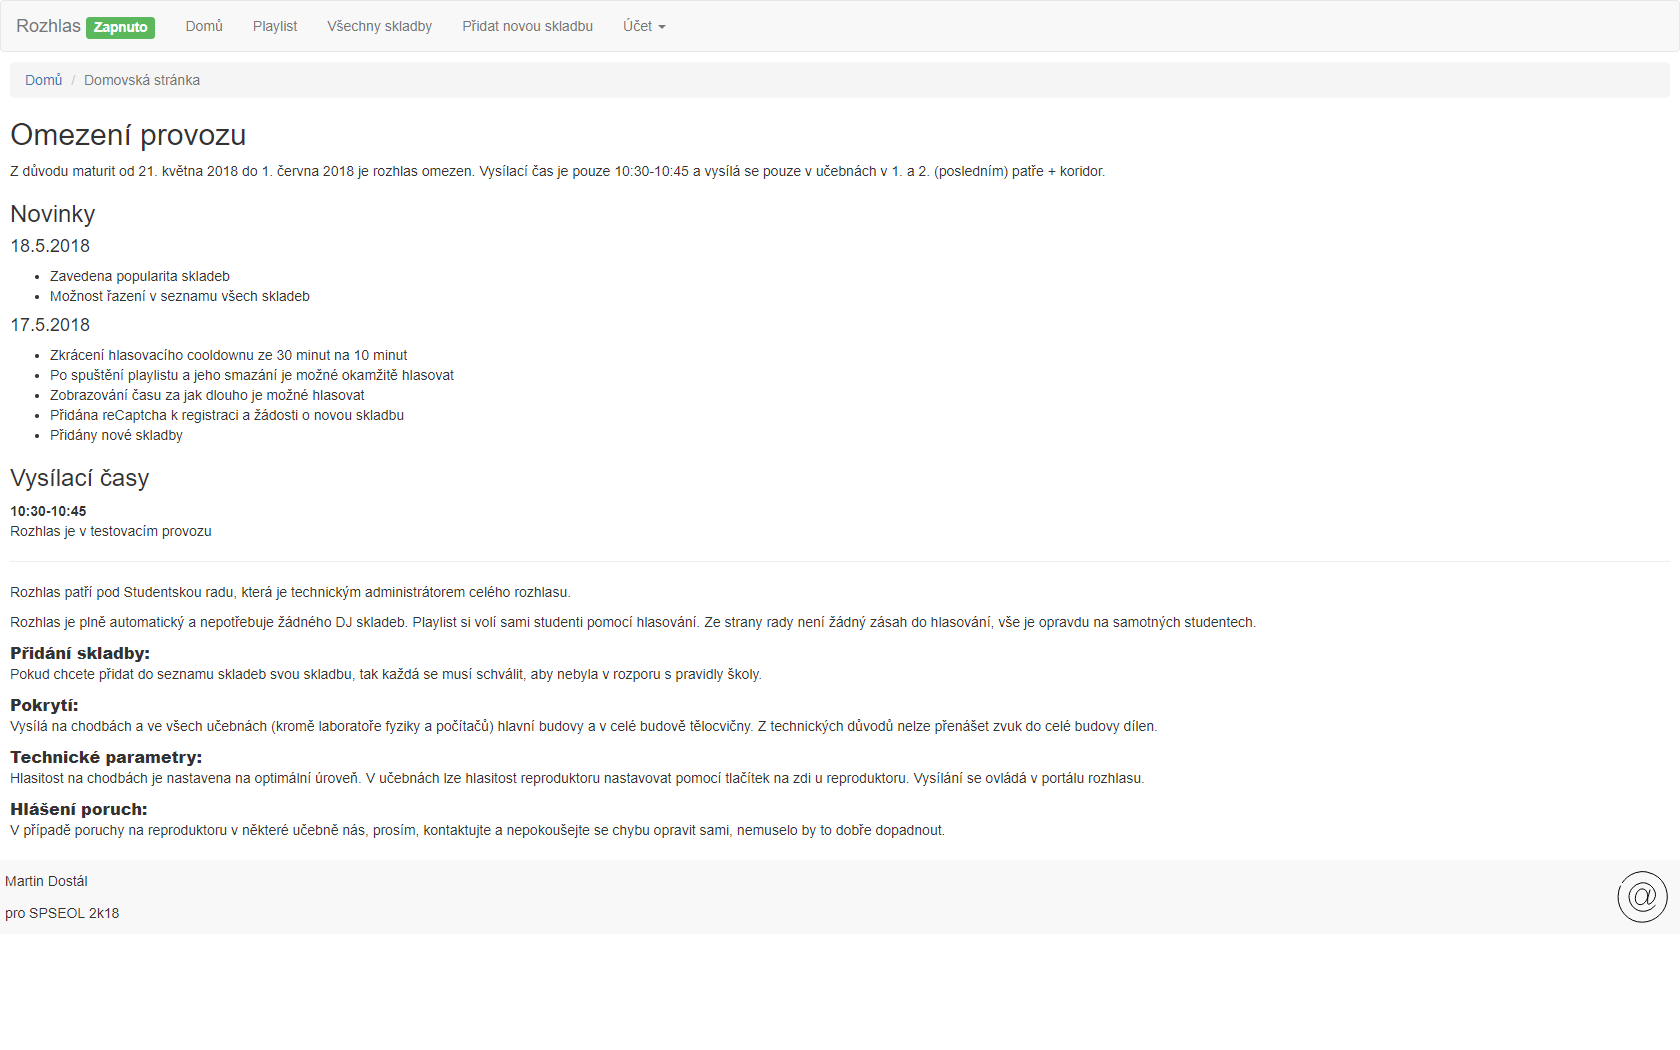 Rozhlas Zapnuto Domů Playlist Všechny skladby Přidat novou skladbu Účet
Domů / Domovská stránka
Omezení provozu
Z důvodu maturit od 21. května 2018 do 1. června 2018 je rozhlas omezen. Vysílací čas je pouze 10:30-10:45 a vysílá se pouze v učebnách v 1. a 2. (posledním) patře + koridor.
Novinky
18.5.2018
• Zavedena popularita skladeb
• Možnost řazení v seznamu všech skladeb
17.5.2018
• Zkrácení hlasovacího cooldownu ze 30 minut na 10 minut
• Po spuštění playlistu a jeho smazání je možné okamžitě hlasovat
• Zobrazování času za jak dlouho je možné hlasovat
• Přidána reCaptcha k registraci a žádosti o novou skladbu
• Přidány nové skladby
Vysílací časy
10:30-10:45
Rozhlas je v testovacím provozu
Rozhlas patří pod Studentskou radu, která je technickým administrátorem celého rozhlasu.
Rozhlas je plně automatický a nepotřebuje žádného DJ skladeb. Playlist si volí sami studenti pomocí hlasování. Ze strany rady není žádný zásah do hlasování, vše je opravdu na samotných studentech.
Přidání skladby:
Pokud chcete přidat do seznamu skladeb svou skladbu, tak každá se musí schválit, aby nebyla v rozporu s pravidly školy.
Pokrytí:
Vysílá na chodbách a ve všech učebnách (kromě laboratoře fyziky a počítačů) hlavní budovy a v celé budově tělocvičny. Z technických důvodů nelze přenášet zvuk do celé budovy dílen.
Technické parametry:
Hlasitost na chodbách je nastavena na optimální úroveň. V učebnách lze hlasitost reproduktoru nastavovat pomocí tlačítek na zdi u reproduktoru. Vysílání se ovládá v portálu rozhlasu.
Hlášení poruch:
V případě poruchy na reproduktoru v některé učebně nás, prosím, kontaktujte a nepokoušejte se chybu opravit sami, nemuselo by to dobře dopadnout.
Martin Dostál
@
pro SPSEOL 2k18